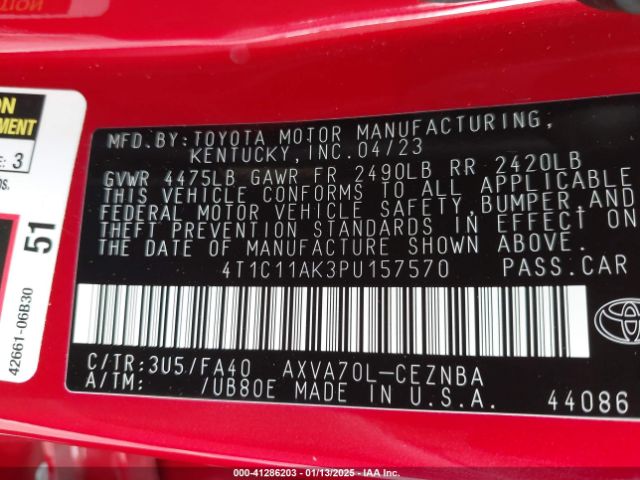 ON
EMENT
E: 3
os.
51
42661-06B30
MFD.BY:TOYOTA MOTOR MANUFACTURING,
KENTUCKY,INC.04/23
GVWR 4475LB GAWR FR 2490LB RR 2420LB
THIS VEHICLE CONFORMS TO ALL APPLICABLE
FEDERAL MOTOR VEHICLE SAFETY,BUMPER,AND
THEFT PREVENTION STANDARDS IN EFFECT ON
THE DATE OF MANUFACTURE SHOWN ABOVE.
4T1C11AK3PU157570 PASS.CAR
C/TR:3U5/FA40 AXVA70L-CEZNBA
A/TM: /UB80E MADE IN U.S.A.
44086
000-41286203 - 01/13/2025 - IAA Inc.